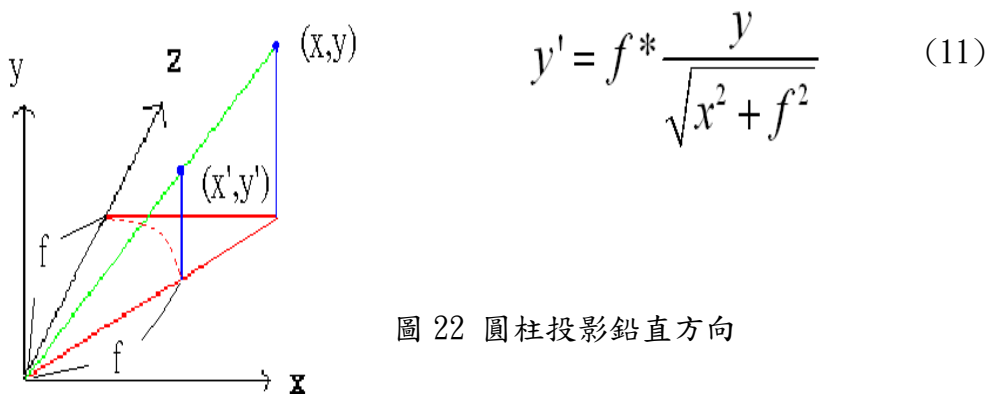 y
z
(x,y)
(x',y')
f
f
x
y' = f * y / √(x² + f²) (11)
圖 22 圓柱投影鉛直方向